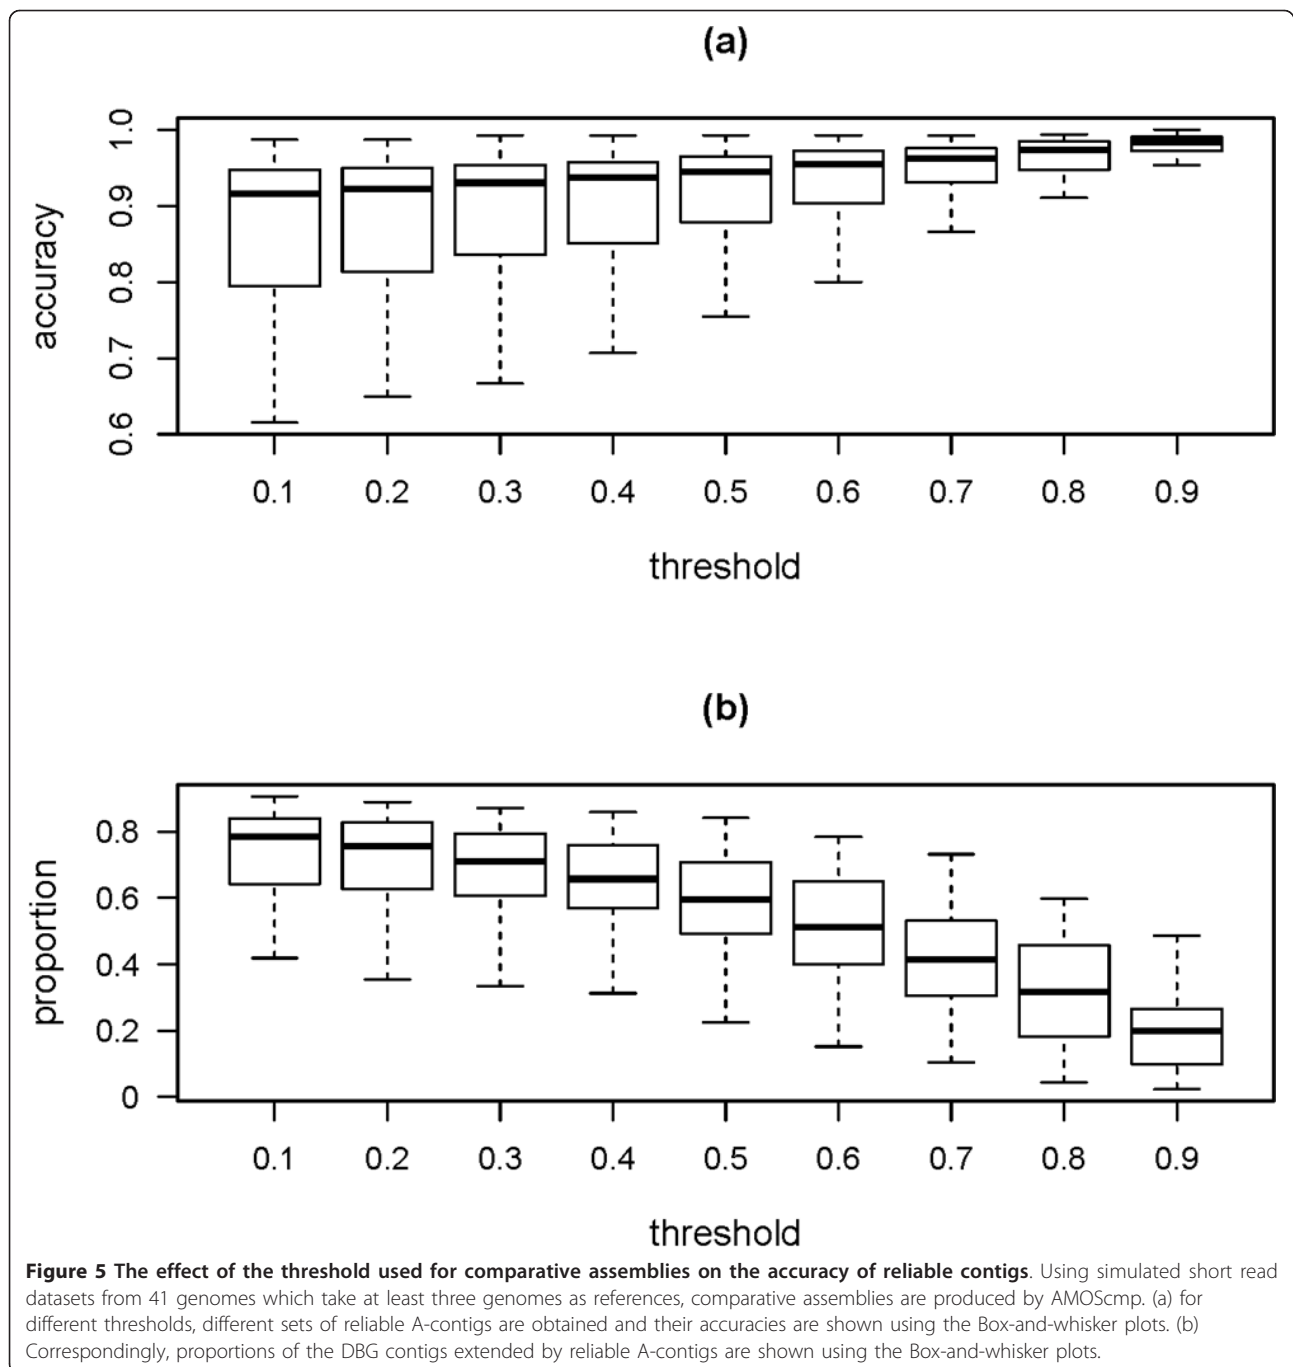 (a)
1.0
0.9
0.8
0.7
0.6
accuracy
0.1 0.2 0.3 0.4 0.5 0.6 0.7 0.8 0.9
threshold
(b)
0.8
0.6
0.4
0.2
0
proportion
0.1 0.2 0.3 0.4 0.5 0.6 0.7 0.8 0.9
threshold
Figure 5 The effect of the threshold used for comparative assemblies on the accuracy of reliable contigs. Using simulated short read
datasets from 41 genomes which take at least three genomes as references, comparative assemblies are produced by AMOScmp. (a) for
different thresholds, different sets of reliable A-contigs are obtained and their accuracies are shown using the Box-and-whisker plots. (b)
Correspondingly, proportions of the DBG contigs extended by reliable A-contigs are shown using the Box-and-whisker plots.